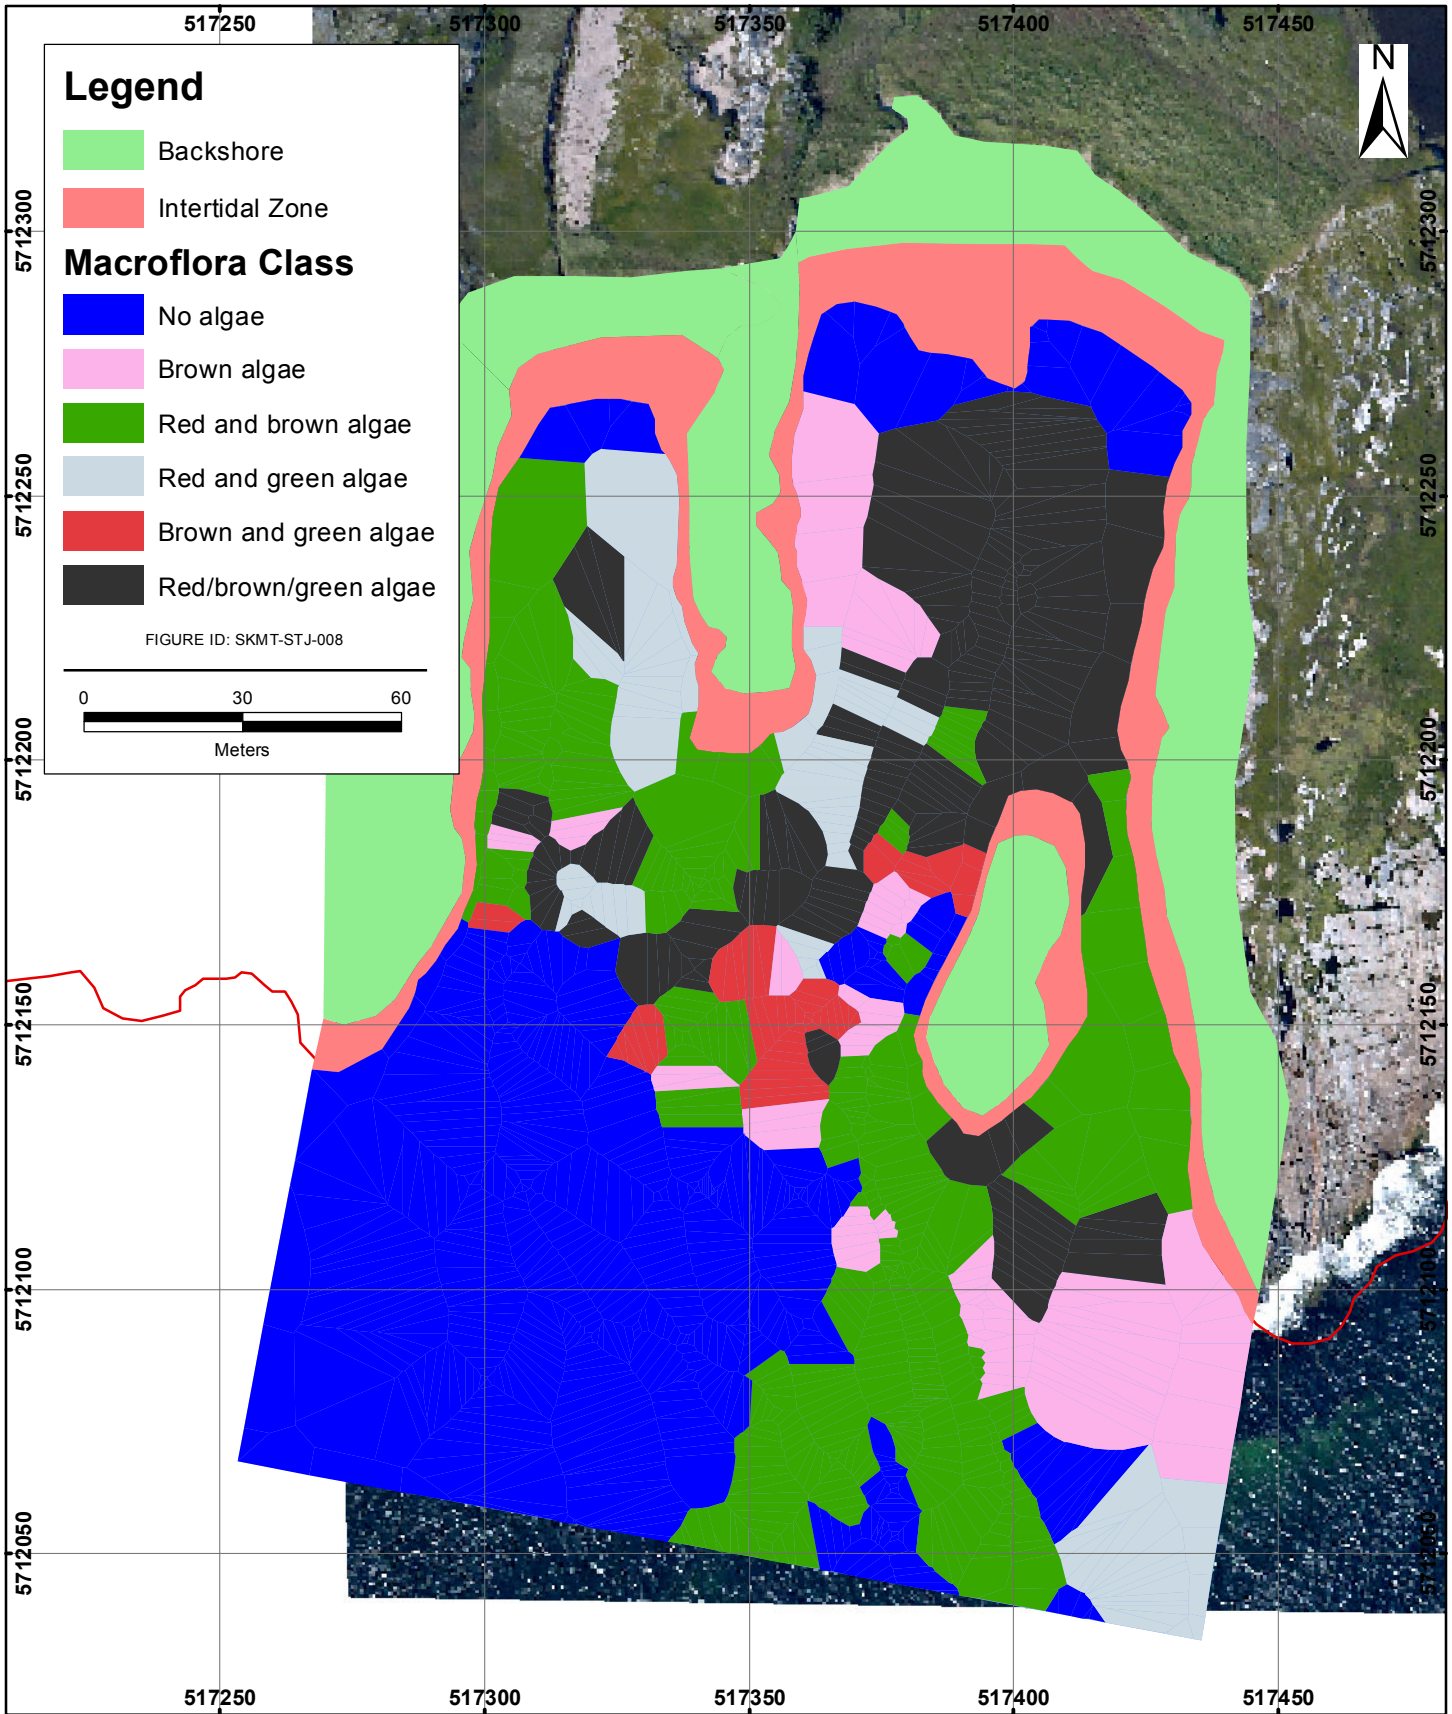 517250 517300 517350 517400 517450
N
Legend
Backshore
Intertidal Zone
Macroflora Class
No algae
Brown algae
Red and brown algae
Red and green algae
Brown and green algae
Red/brown/green algae
FIGURE ID: SKMT-STJ-008
0 30 60
Meters
5712300 5712300
5712250 5712250
5712200 5712200
5712150 5712150
5712100 5712100
5712050 5712050
517250 517300 517350 517400 517450